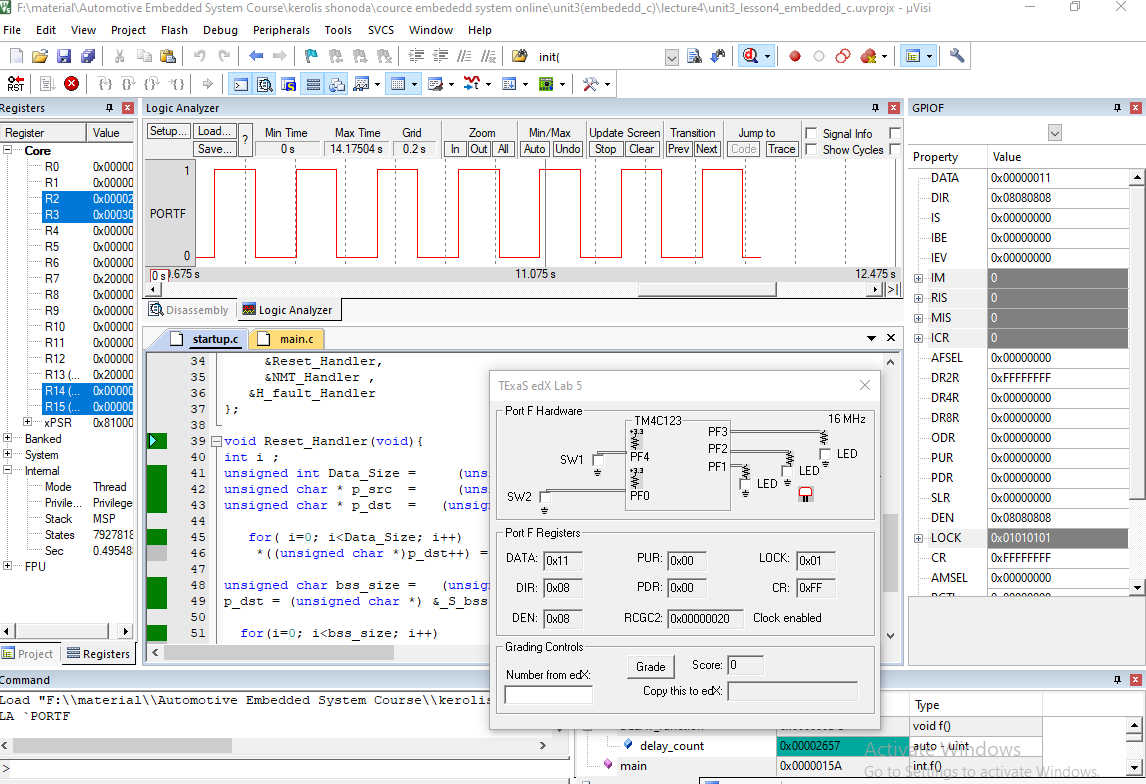 F:\material\Automotive Embedded System Course\kerolis shonoda\cource embededd system online\unit3(embededd_c)\lecture4\unit3_lesson4_embedded_c.uvprojx - µVisi
File Edit View Project Flash Debug Peripherals Tools SVCS Window Help
init(
RST
Registers
Register Value
Core
R0 0x00000
R1 0x00000
R2 0x00002
R3 0x00030
R4 0x00000
R5 0x00000
R6 0x00000
R7 0x20000
R8 0x00000
R9 0x00000
R10 0x00000
R11 0x00000
R12 0x00000
R13 (... 0x20000
R14 (... 0x00000
R15 (... 0x00000
xPSR 0x81000
Banked
System
Internal
Mode Thread
Privile... Privilege
Stack MSP
States 7927818
Sec 0.49548
FPU
Project Registers
Logic Analyzer
Setup... Load... Save... ?
Min Time Max Time Grid Zoom Min/Max Update Screen Transition Jump to Signal Info
0 s 14.17504 s 0.2 s In Out All Auto Undo Stop Clear Prev Next Code Trace Show Cycles
1
PORTF
0
0 s .675 s 11.075 s 12.475 s
Disassembly Logic Analyzer
startup.c main.c
34 &Reset_Handler,
35 &NMT_Handler ,
36 &H_fault_Handler
37 };
38
39 void Reset_Handler(void){
40 int i ;
41 unsigned int Data_Size = (uns
42 unsigned char * p_src = (uns
43 unsigned char * p_dst = (unsig
44
45 for( i=0; i<Data_Size; i++)
46 *((unsigned char *)p_dst++) =
47
48 unsigned char bss_size = (unsig
49 p_dst = (unsigned char *) &_S_bss
50
51 for(i=0; i<bss_size; i++)
TExaS edX Lab 5
Port F Hardware
TM4C123 16 MHz
+3.3 PF3
SW1 PF4 PF2 LED
+3.3 PF1 LED
SW2 PF0 LED
Port F Registers
DATA: 0x11 PUR: 0x00 LOCK: 0x01
DIR: 0x08 PDR: 0x00 CR: 0xFF
DEN: 0x08 RCGC2: 0x00000020 Clock enabled
Grading Controls
Number from edX: Grade Score: 0
Copy this to edX:
GPIOF
Property Value
DATA 0x00000011
DIR 0x08080808
IS 0x00000000
IBE 0x00000000
IEV 0x00000000
IM 0
RIS 0
MIS 0
ICR 0
AFSEL 0x00000000
DR2R 0xFFFFFFFF
DR4R 0x00000000
DR8R 0x00000000
ODR 0x00000000
PUR 0x00000000
PDR 0x00000000
SLR 0x00000000
DEN 0x08080808
LOCK 0x01010101
CR 0xFFFFFFFF
AMSEL 0x00000000
Command
Load "F:\\material\\Automotive Embedded System Course\\kerolis
LA `PORTF
>
Type
void f()
delay_count 0x00002657 auto - uint
main 0x0000015A int f()
Activate Windows
Go to Settings to activate Windows.